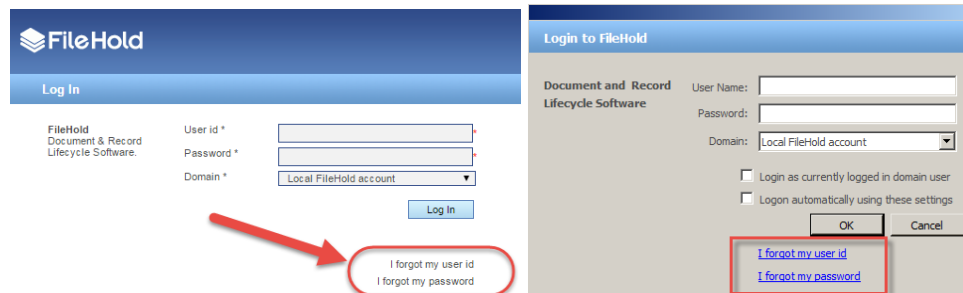 FileHold
Log In
FileHold
Document & Record
Lifecycle Software.
User id *
*
Password *
*
Domain *
Local FileHold account
Log In
I forgot my user id
I forgot my password
Login to FileHold
Document and Record
Lifecycle Software
User Name:
Password:
Domain:
Local FileHold account
Login as currently logged in domain user
Logon automatically using these settings
OK
Cancel
I forgot my user id
I forgot my password